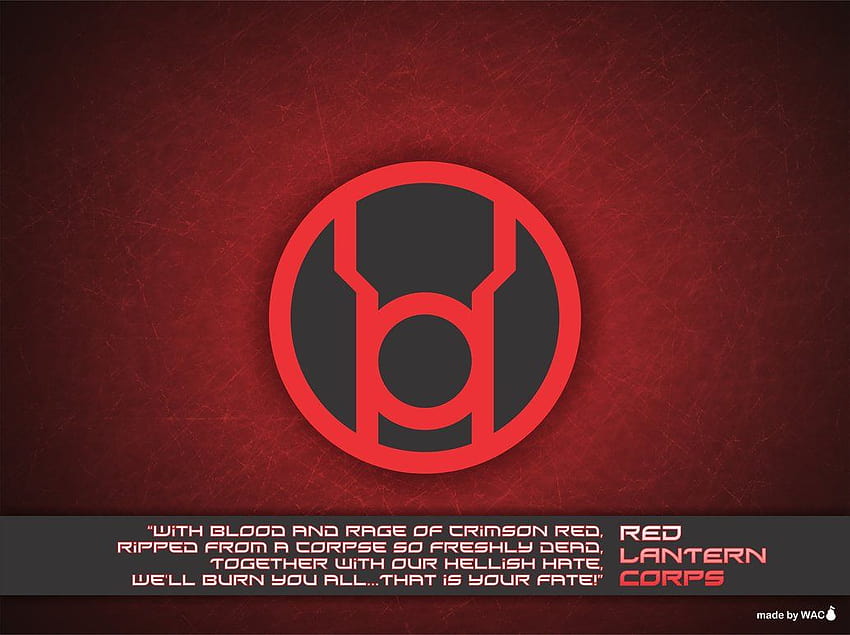 "WITH BLOOD AND RAGE OF CRIMSON RED,
RIPPED FROM A CORPSE SO FRESHLY DEAD,
TOGETHER WITH OUR HELLISH HATE,
WE'LL BURN YOU ALL...THAT IS YOUR FATE!"
RED
LANTERN
CORPS
made by WAC